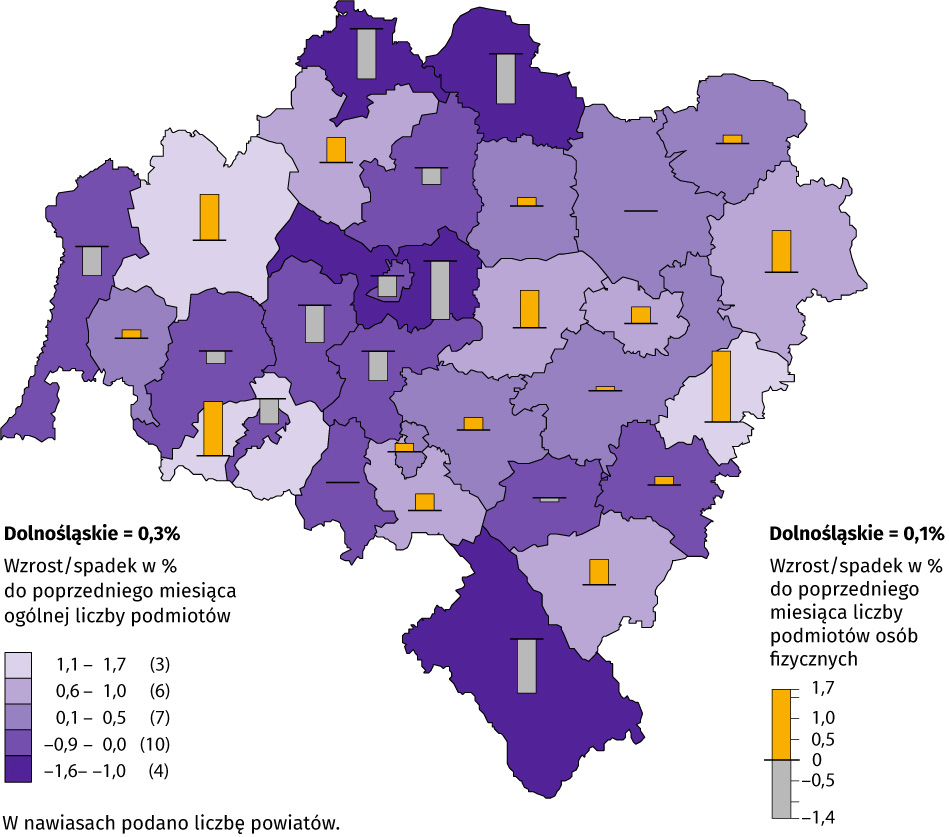 Dolnośląskie = 0,3%
Wzrost/spadek w %
do poprzedniego miesiąca
ogólnej liczby podmiotów
1,1 – 1,7 (3)
0,6 – 1,0 (6)
0,1 – 0,5 (7)
–0,9 – 0,0 (10)
–1,6– –1,0 (4)
W nawiasach podano liczbę powiatów.
Dolnośląskie = 0,1%
Wzrost/spadek w %
do poprzedniego
miesiąca liczby
podmiotów osób
fizycznych
1,7
1,0
0,5
0
–0,5
–1,4